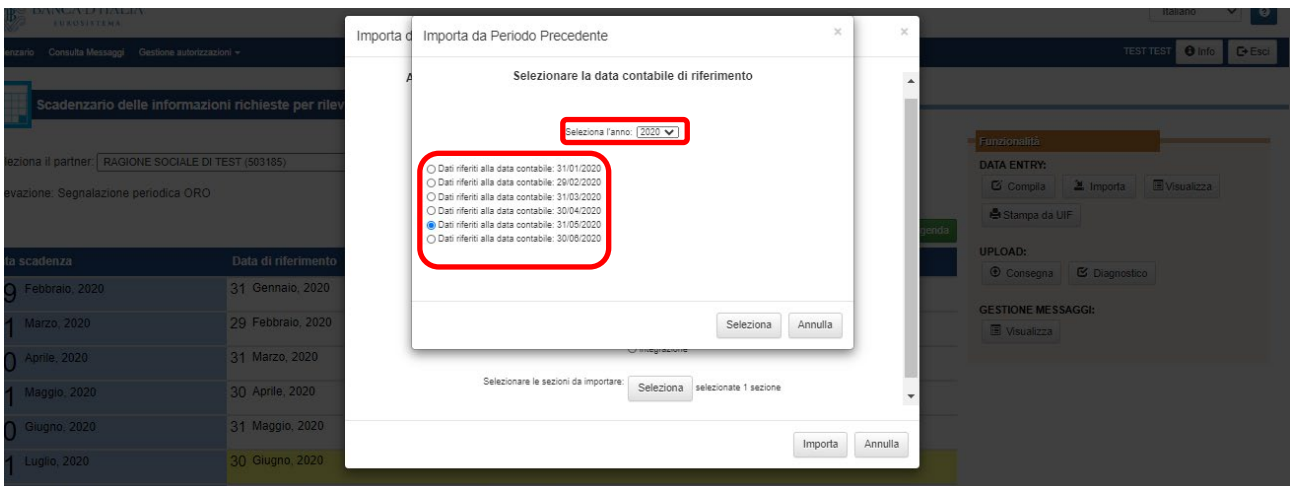 BANCA D'ITALIA
EUROSISTEMA
Italiano
enzario Consulta Messaggi Gestione autorizzazioni
TEST TEST Info Esci
Scadenzario delle informazioni richieste per rilev
leziona il partner: RAGIONE SOCIALE DI TEST (503185)
evazione: Segnalazione periodica ORO
genda
ta scadenza Data di riferimento
9 Febbraio, 2020 31 Gennaio, 2020
1 Marzo, 2020 29 Febbraio, 2020
0 Aprile, 2020 31 Marzo, 2020
1 Maggio, 2020 30 Aprile, 2020
0 Giugno, 2020 31 Maggio, 2020
1 Luglio, 2020 30 Giugno, 2020
Importa d
A
Importa da Periodo Precedente × ×
Selezionare la data contabile di riferimento
Seleziona l'anno: 2020
Dati riferiti alla data contabile: 31/01/2020
Dati riferiti alla data contabile: 29/02/2020
Dati riferiti alla data contabile: 31/03/2020
Dati riferiti alla data contabile: 30/04/2020
Dati riferiti alla data contabile: 31/05/2020
Dati riferiti alla data contabile: 30/06/2020
Seleziona Annulla
Integrazione
Selezionare le sezioni da importare: Seleziona selezionate 1 sezione
Importa Annulla
Funzionalità
DATA ENTRY:
Compila Importa Visualizza
Stampa da UIF
UPLOAD:
Consegna Diagnostico
GESTIONE MESSAGGI:
Visualizza